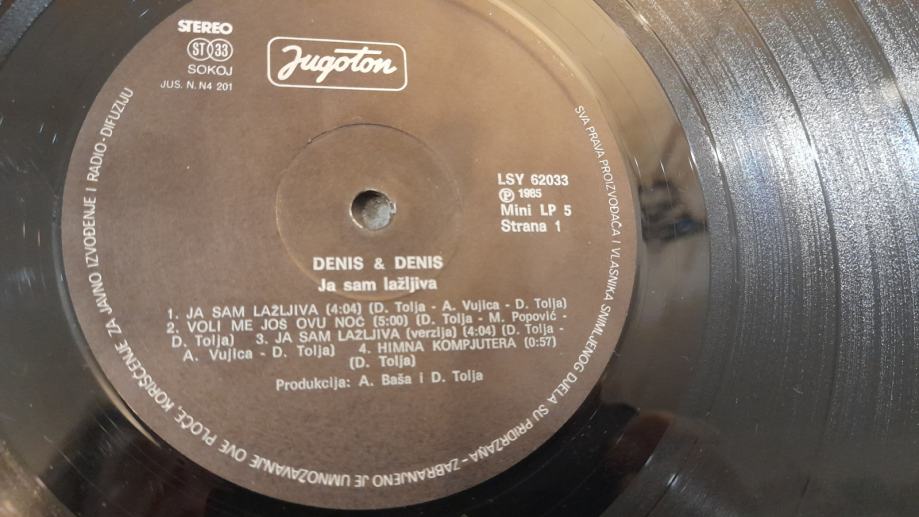 STEREO
ST 33
SOKOJ
JUS. N. N4 201
Jugoton
LSY 62033
Ⓟ 1985
Mini LP 5
Strana 1
DENIS & DENIS
Ja sam lažljiva
1. JA SAM LAŽLJIVA (4:04) (D. Tolja - A. Vujica - D. Tolja)
2. VOLI ME JOŠ OVU NOĆ (5:00) (D. Tolja - M. Popović -
D. Tolja) 3. JA SAM LAŽLJIVA (verzija) (4:04) (D. Tolja -
A. Vujica - D. Tolja) 4. HIMNA KOMPJUTERA (0:57)
(D. Tolja)
Produkcija: A. Baša i D. Tolja
SVA PRAVA PROIZVOĐAČA I VLASNIKA SNIMLJENOG DJELA SU PRIDRŽANA - ZABRANJENO JE UMNOŽAVANJE OVE PLOČE, KORIŠĆENJE ZA JAVNO IZVOĐENJE I RADIO-DIFUZIJU